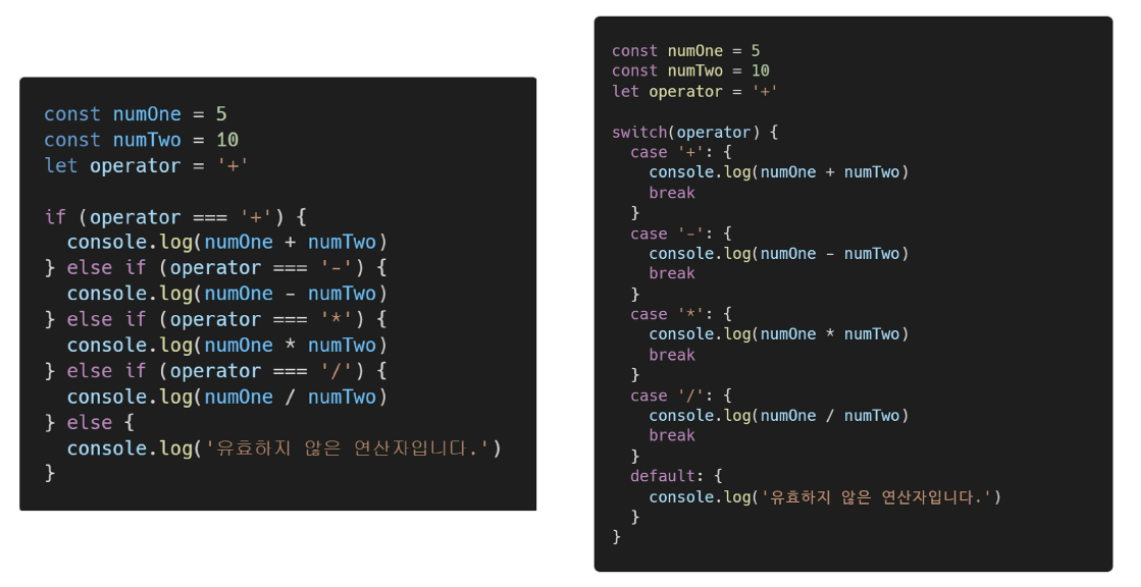 const numOne = 5
const numTwo = 10
let operator = '+'

if (operator === '+') {
  console.log(numOne + numTwo)
} else if (operator === '-') {
  console.log(numOne - numTwo)
} else if (operator === '*') {
  console.log(numOne * numTwo)
} else if (operator === '/') {
  console.log(numOne / numTwo)
} else {
  console.log('유효하지 않은 연산자입니다.')
}

const numOne = 5
const numTwo = 10
let operator = '+'

switch(operator) {
  case '+': {
    console.log(numOne + numTwo)
    break
  }
  case '-': {
    console.log(numOne - numTwo)
    break
  }
  case '*': {
    console.log(numOne * numTwo)
    break
  }
  case '/': {
    console.log(numOne / numTwo)
    break
  }
  default: {
    console.log('유효하지 않은 연산자입니다.')
  }
}